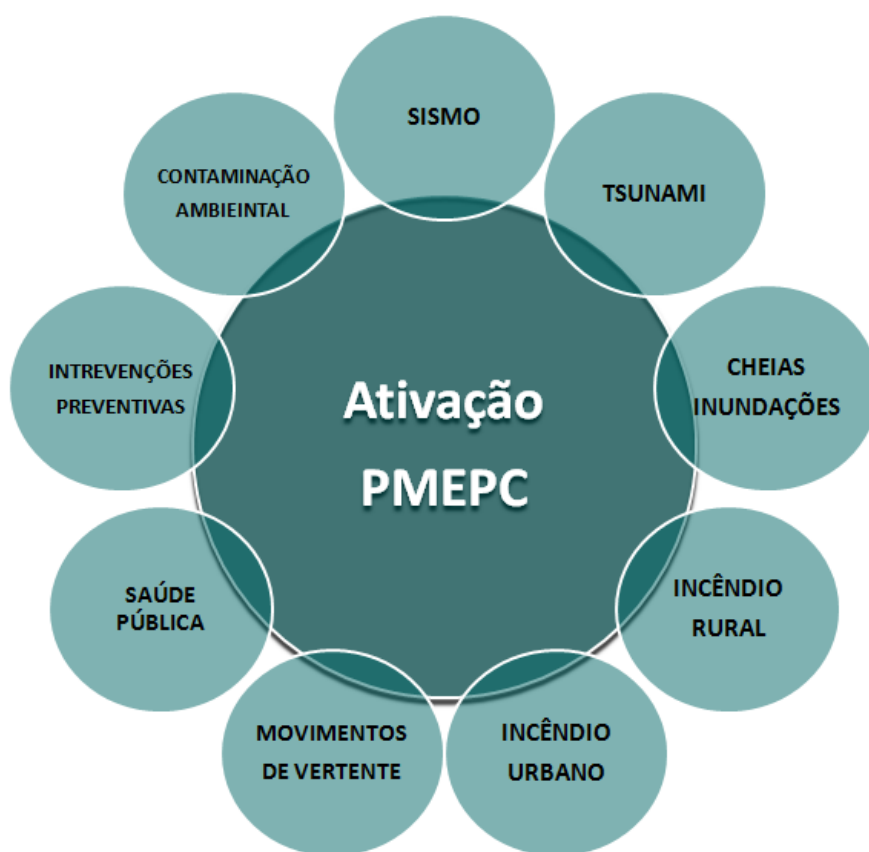 SISMO
TSUNAMI
CHEIAS
INUNDAÇÕES
INCÊNDIO
RURAL
INCÊNDIO
URBANO
MOVIMENTOS
DE VERTENTE
SAÚDE
PÚBLICA
INTREVENÇÕES
PREVENTIVAS
CONTAMINAÇÃO
AMBIEINTAL
Ativação
PMEPC